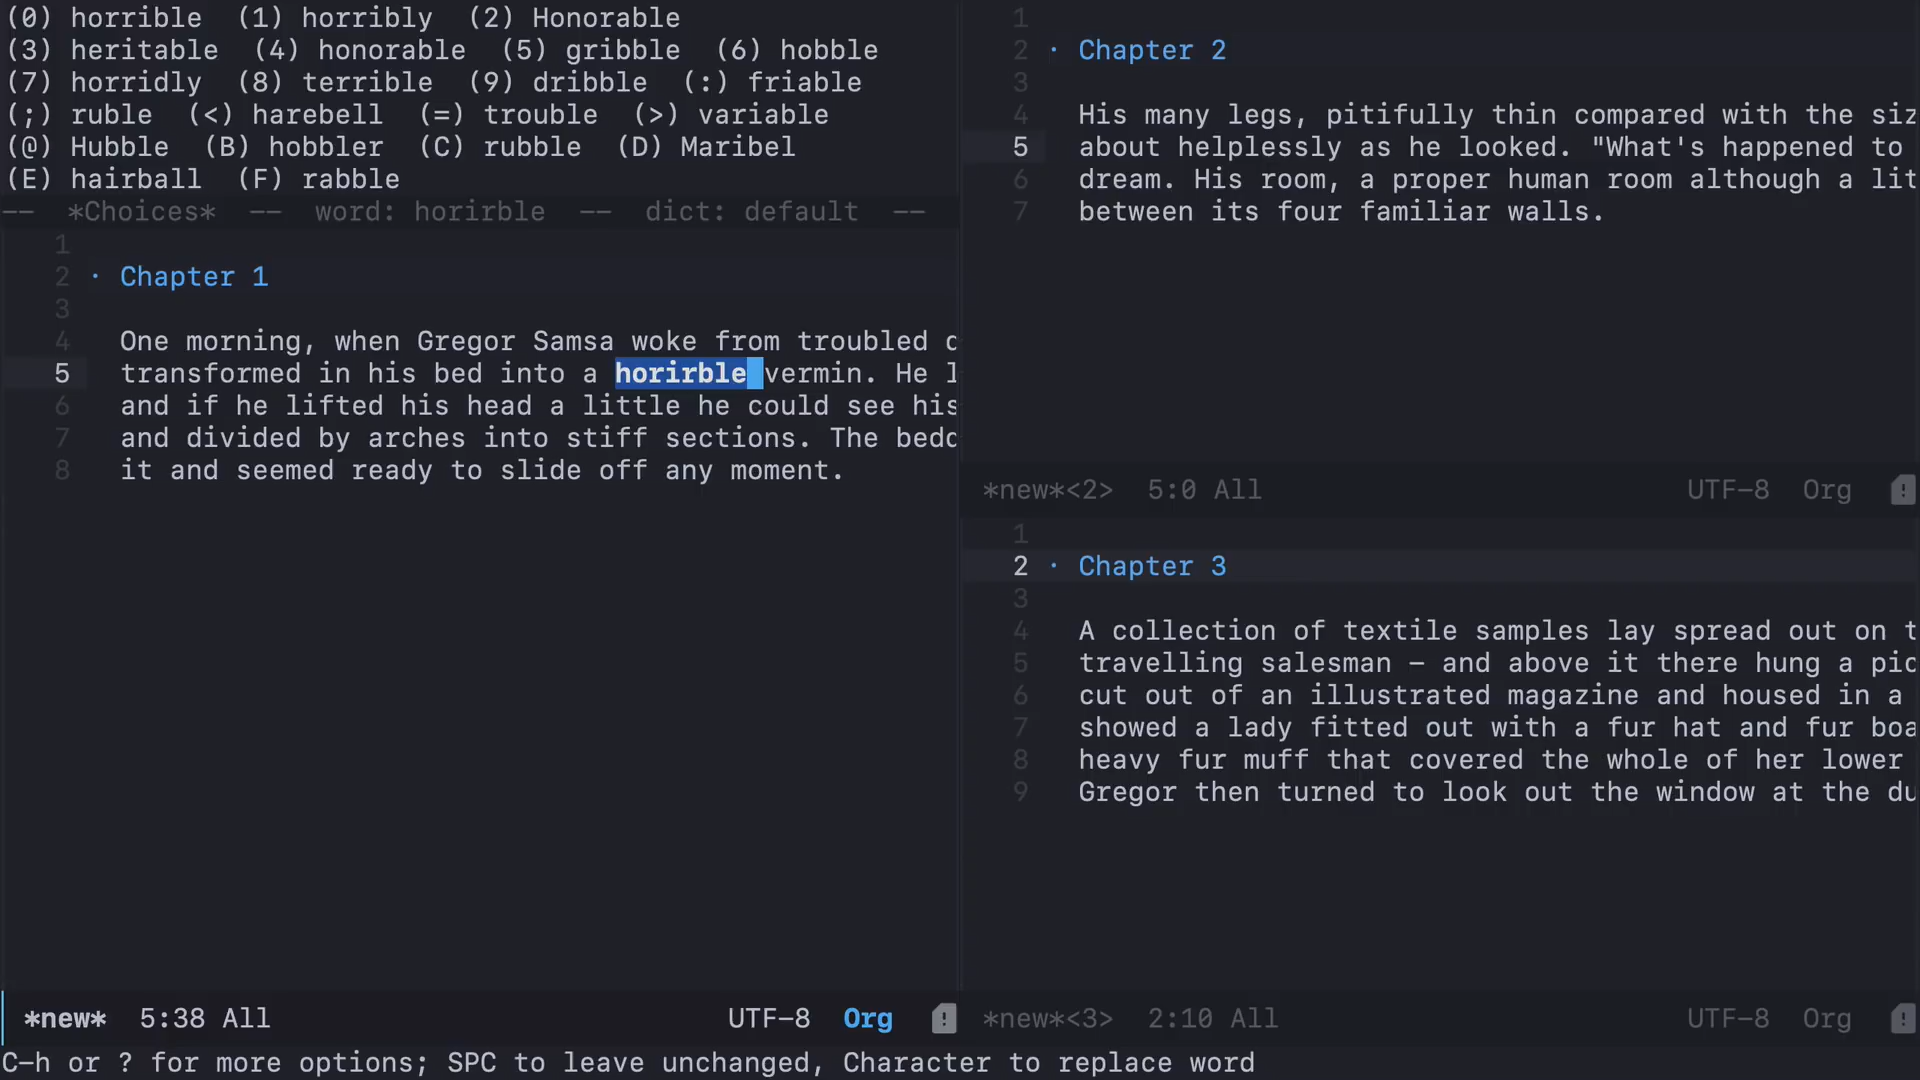 (0) horrible  (1) horribly  (2) Honorable
(3) heritable  (4) honorable  (5) gribble  (6) hobble
(7) horridly  (8) terrible  (9) dribble  (:) friable
(;) ruble  (<) harebell  (=) trouble  (>) variable
(@) Hubble  (B) hobbler  (C) rubble  (D) Maribel
(E) hairball  (F) rabble
-- *Choices* -- word: horirble -- dict: default --
1
2 · Chapter 1
3
4 One morning, when Gregor Samsa woke from troubled
5 transformed in his bed into a horirble vermin. He
6 and if he lifted his head a little he could see his
7 and divided by arches into stiff sections. The
8 it and seemed ready to slide off any moment.
*new* 5:38 All UTF-8 Org !
1
2 · Chapter 2
3
4 His many legs, pitifully thin compared with the siz
5 about helplessly as he looked. "What's happened to
6 dream. His room, a proper human room although a lit
7 between its four familiar walls.
*new*<2> 5:0 All UTF-8 Org !
1
2 · Chapter 3
3
4 A collection of textile samples lay spread out on t
5 travelling salesman – and above it there hung a pic
6 cut out of an illustrated magazine and housed in a
7 showed a lady fitted out with a fur hat and fur boa
8 heavy fur muff that covered the whole of her lower
9 Gregor then turned to look out the window at the du
*new*<3> 2:10 All UTF-8 Org !
C-h or ? for more options; SPC to leave unchanged, Character to replace word